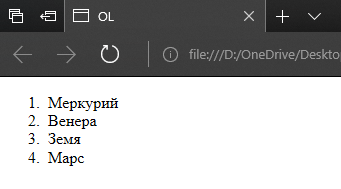 OL
file:///D:/OneDrive/Deskto
1. Меркурий
2. Венера
3. Земя
4. Марс